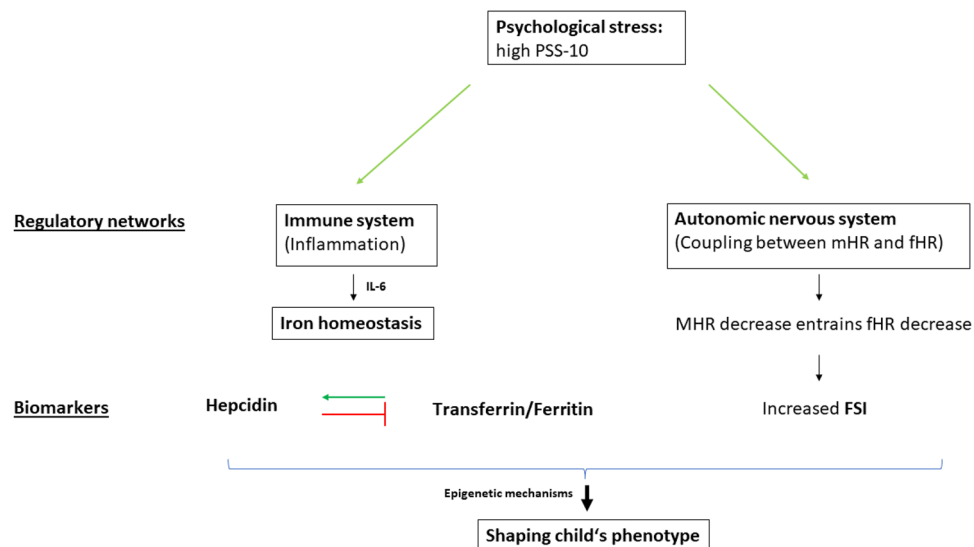 Psychological stress:
high PSS-10
Regulatory networks
Immune system
(Inflammation)
Autonomic nervous system
(Coupling between mHR and fHR)
IL-6
Iron homeostasis
MHR decrease entrains fHR decrease
Biomarkers
Hepcidin
Transferrin/Ferritin
Increased FSI
Epigenetic mechanisms
Shaping child‘s phenotype